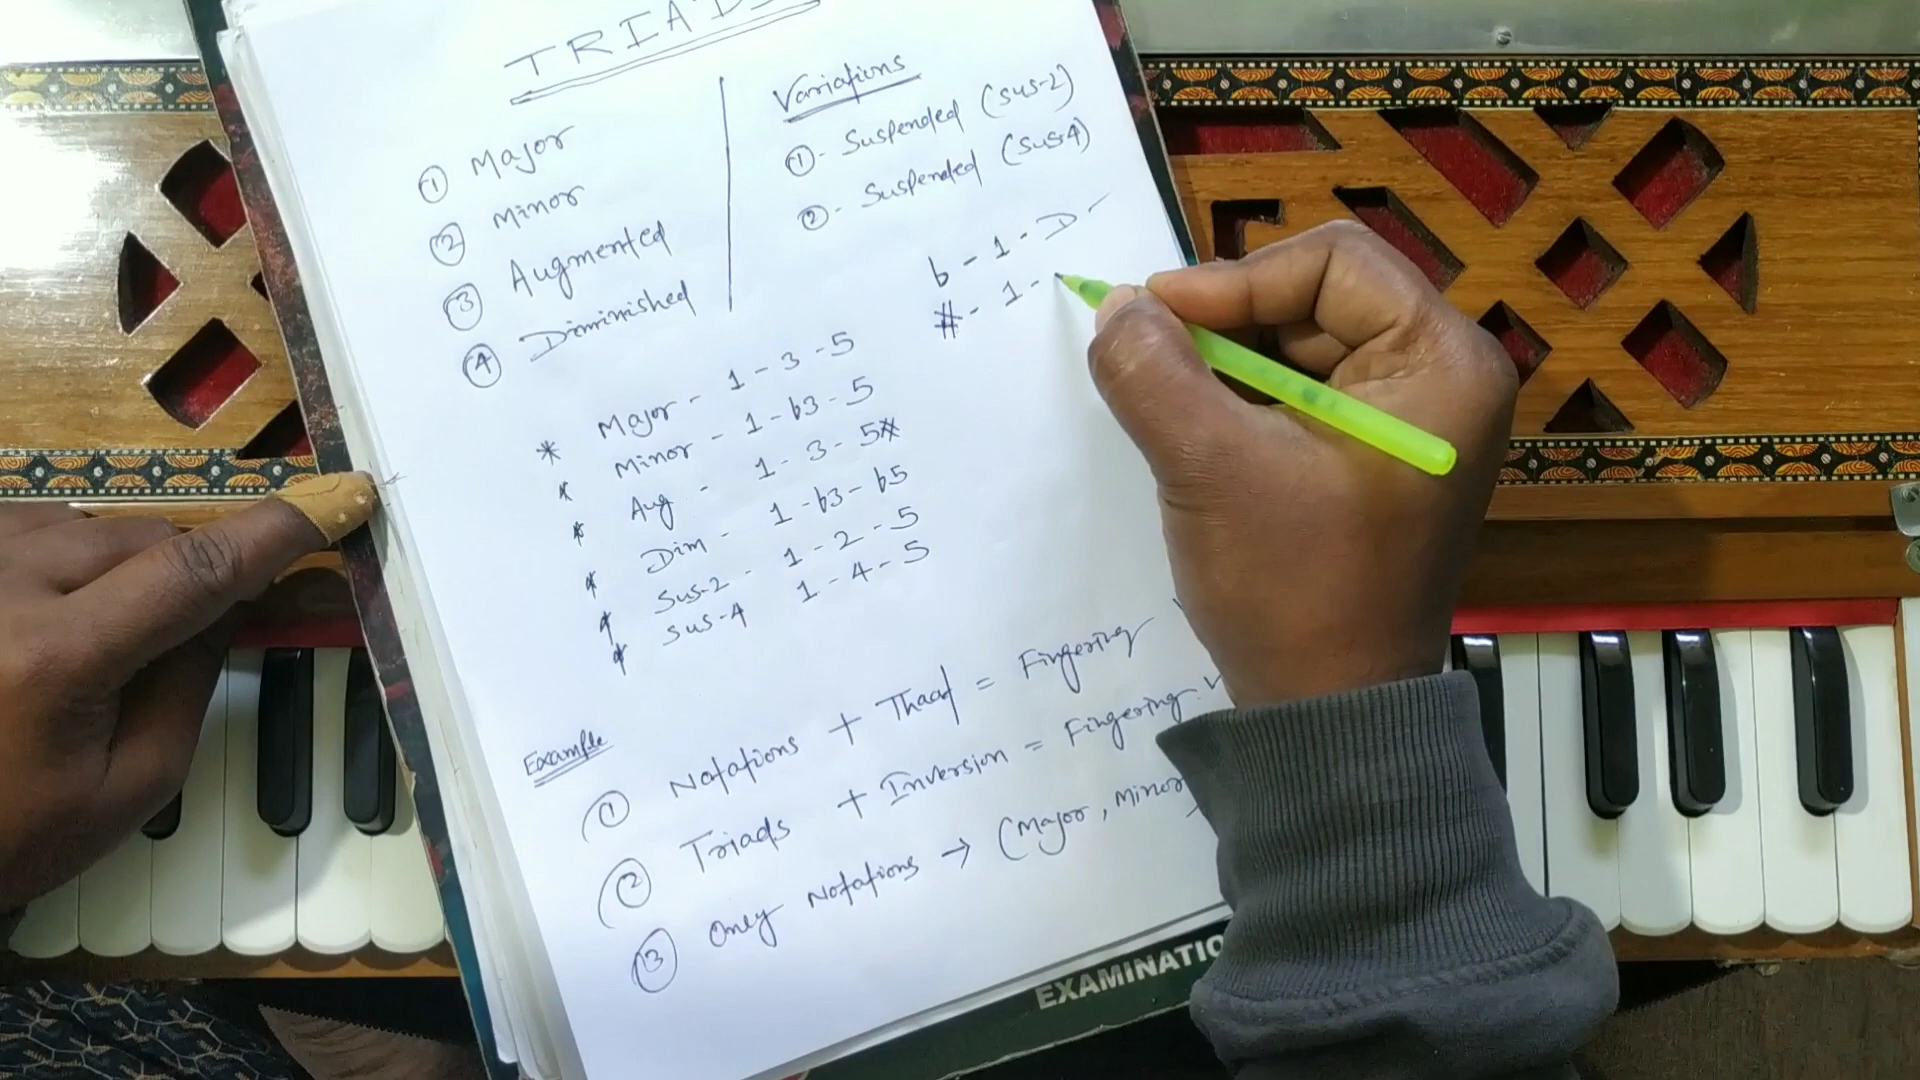 TRIADS
① Major
② Minor
③ Augmented
④ Diminished
Variations
①- Suspended (sus-2)
②- Suspended (sus4)
b - 1 - D -
# - 1 -
* Major - 1 - 3 - 5
* Minor - 1 - b3 - 5
* Aug - 1 - 3 - 5#
* Dim - 1 - b3 - b5
* Sus-2 - 1 - 2 - 5
* Sus-4 1 - 4 - 5
Example
① Notations + Thaat = Fingering
② Triads + Inversion = Fingering. ✓
③ Only Notations → (Major, Minor
EXAMINATIO